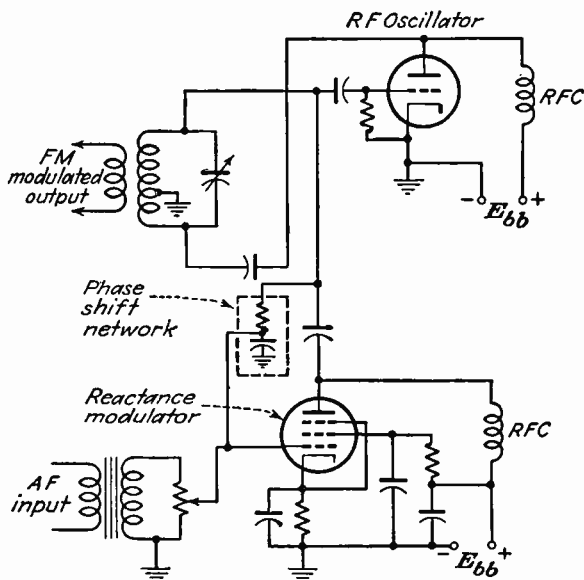 RF Oscillator
RFC
FM
modulated
output
- E bb +
Phase
shift
network
Reactance
modulator
RFC
AF
input
- E bb +